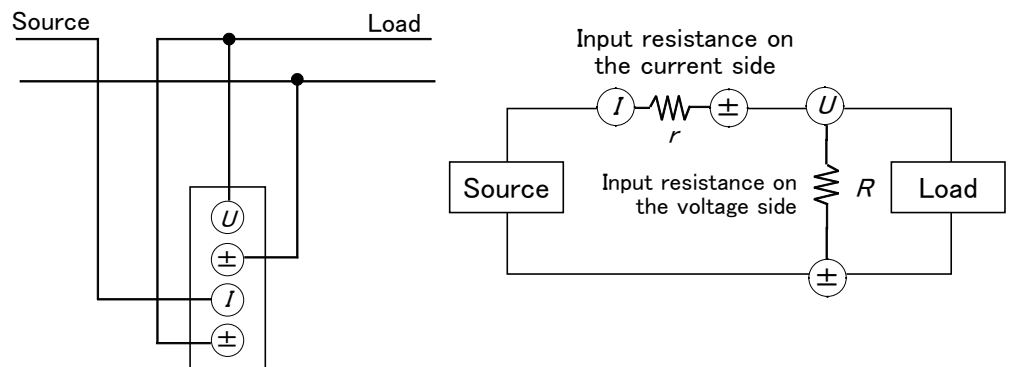 Source
Load
U
±
I
±
Input resistance on
the current side
I
±
U
r
Source
Input resistance on
the voltage side
R
Load
±